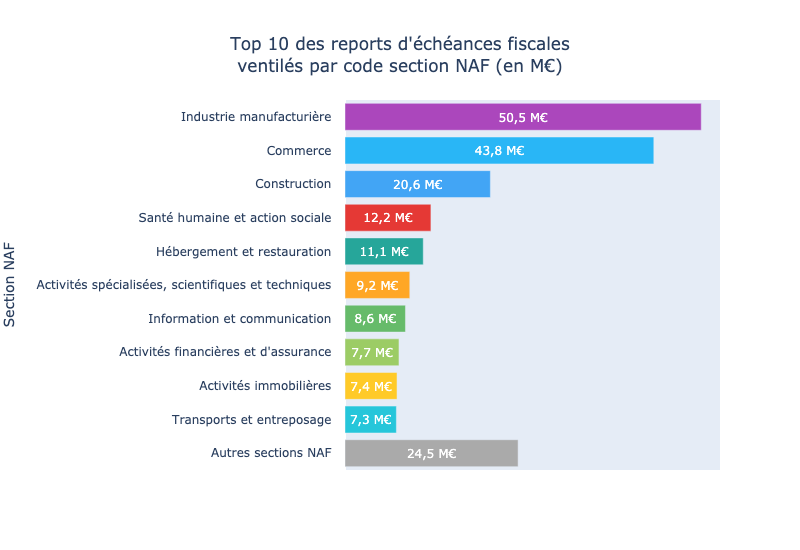 Top 10 des reports d'échéances fiscales
ventilés par code section NAF (en M€)
Section NAF
Industrie manufacturière 50,5 M€
Commerce 43,8 M€
Construction 20,6 M€
Santé humaine et action sociale 12,2 M€
Hébergement et restauration 11,1 M€
Activités spécialisées, scientifiques et techniques 9,2 M€
Information et communication 8,6 M€
Activités financières et d'assurance 7,7 M€
Activités immobilières 7,4 M€
Transports et entreposage 7,3 M€
Autres sections NAF 24,5 M€